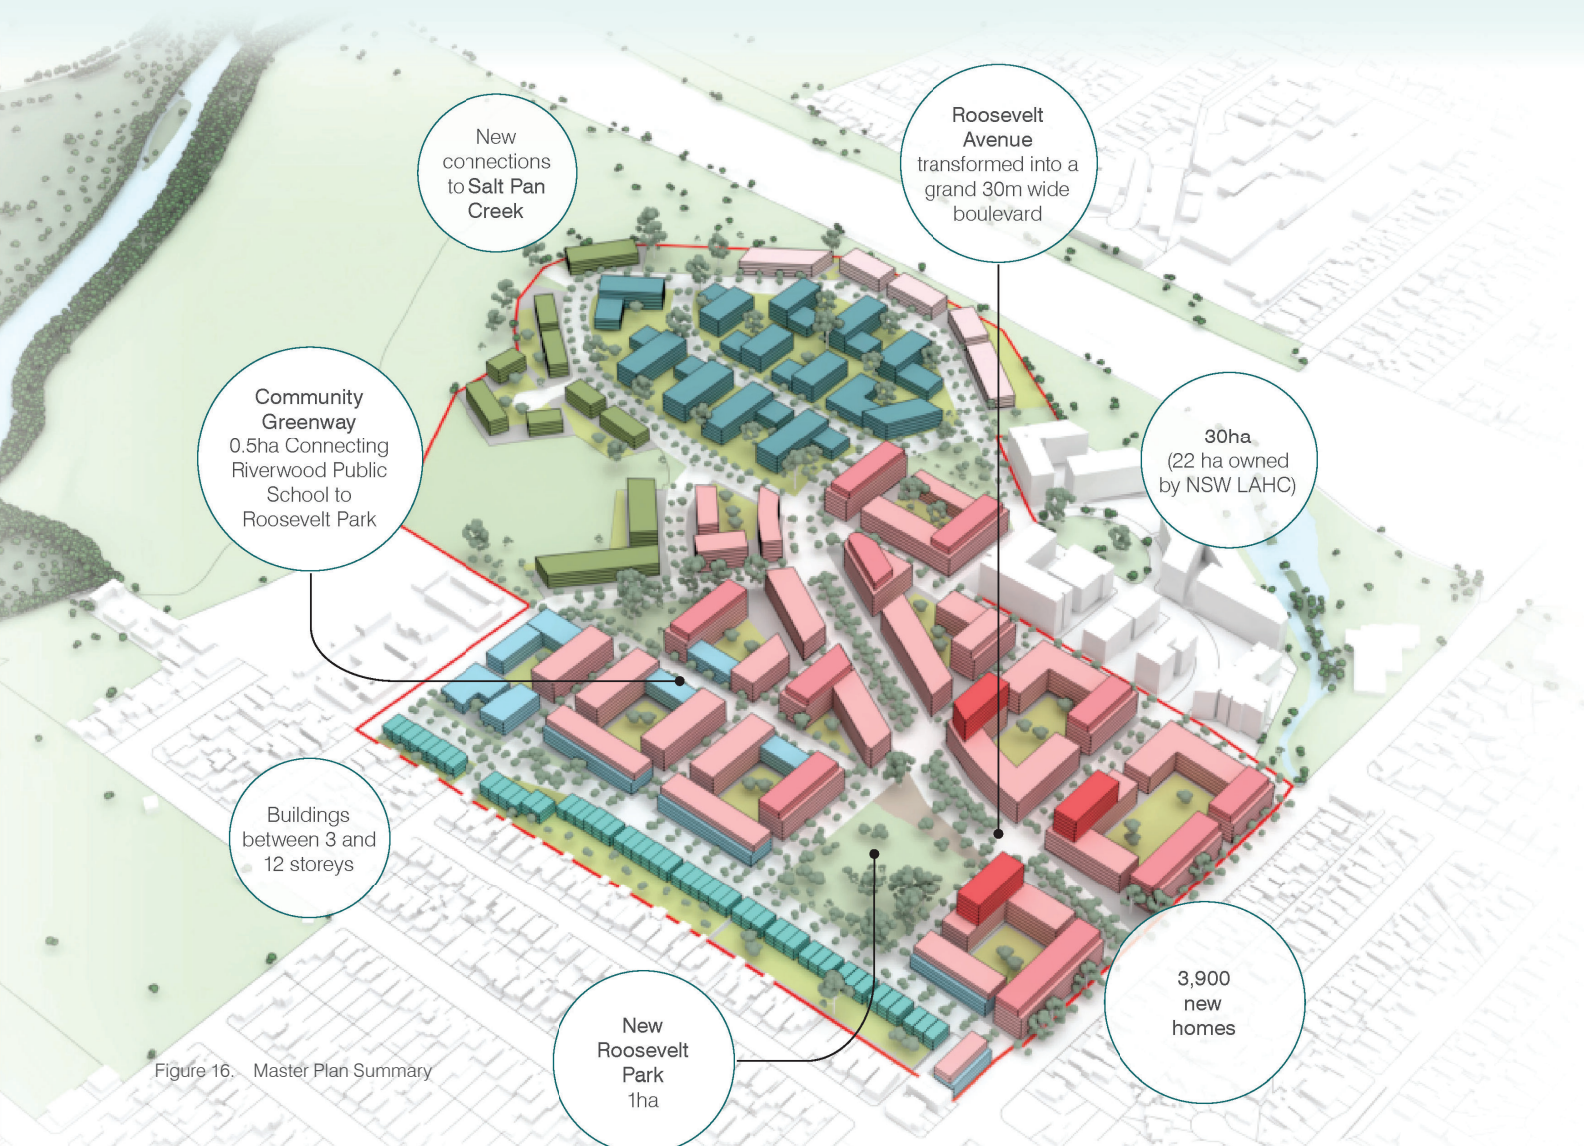 New
connections
to Salt Pan
Creek
Roosevelt
Avenue
transformed into a
grand 30m wide
boulevard
Community
Greenway
0.5ha Connecting
Riverwood Public
School to
Roosevelt Park
30ha
(22 ha owned
by NSW LAHC)
Buildings
between 3 and
12 storeys
3,900
new
homes
New
Roosevelt
Park
1ha
Figure 16. Master Plan Summary